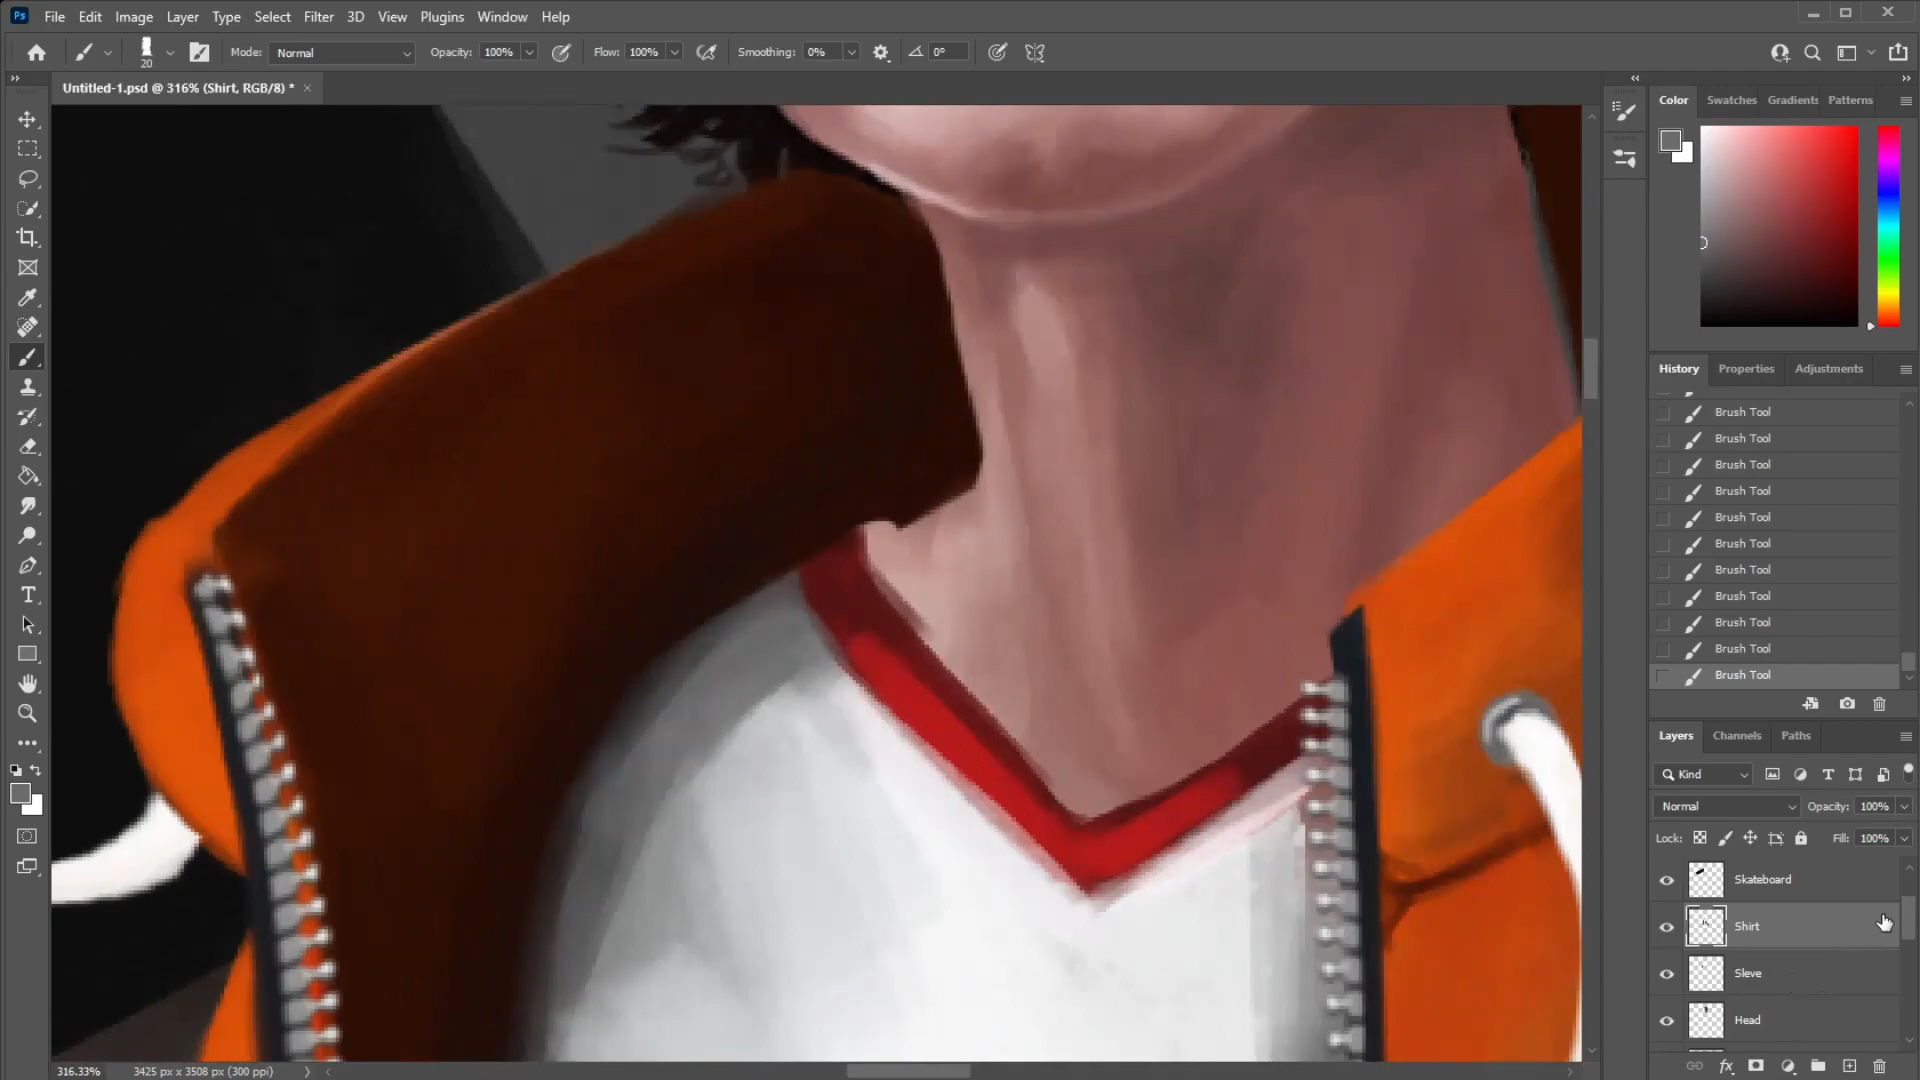 Ps File Edit Image Layer Type Select Filter 3D View Plugins Window Help
20 Mode: Normal Opacity: 100% Flow: 100% Smoothing: 0% 0°
Untitled-1.psd @ 316% (Shirt, RGB/8) *
Color Swatches Gradients Patterns
History Properties Adjustments
Brush Tool
Brush Tool
Brush Tool
Brush Tool
Brush Tool
Brush Tool
Brush Tool
Brush Tool
Brush Tool
Brush Tool
Brush Tool
Layers Channels Paths
Kind
Normal Opacity: 100%
Lock: Fill: 100%
Skateboard
Shirt
Sleve
Head
316.33% 3425 px x 3508 px (300 ppi)